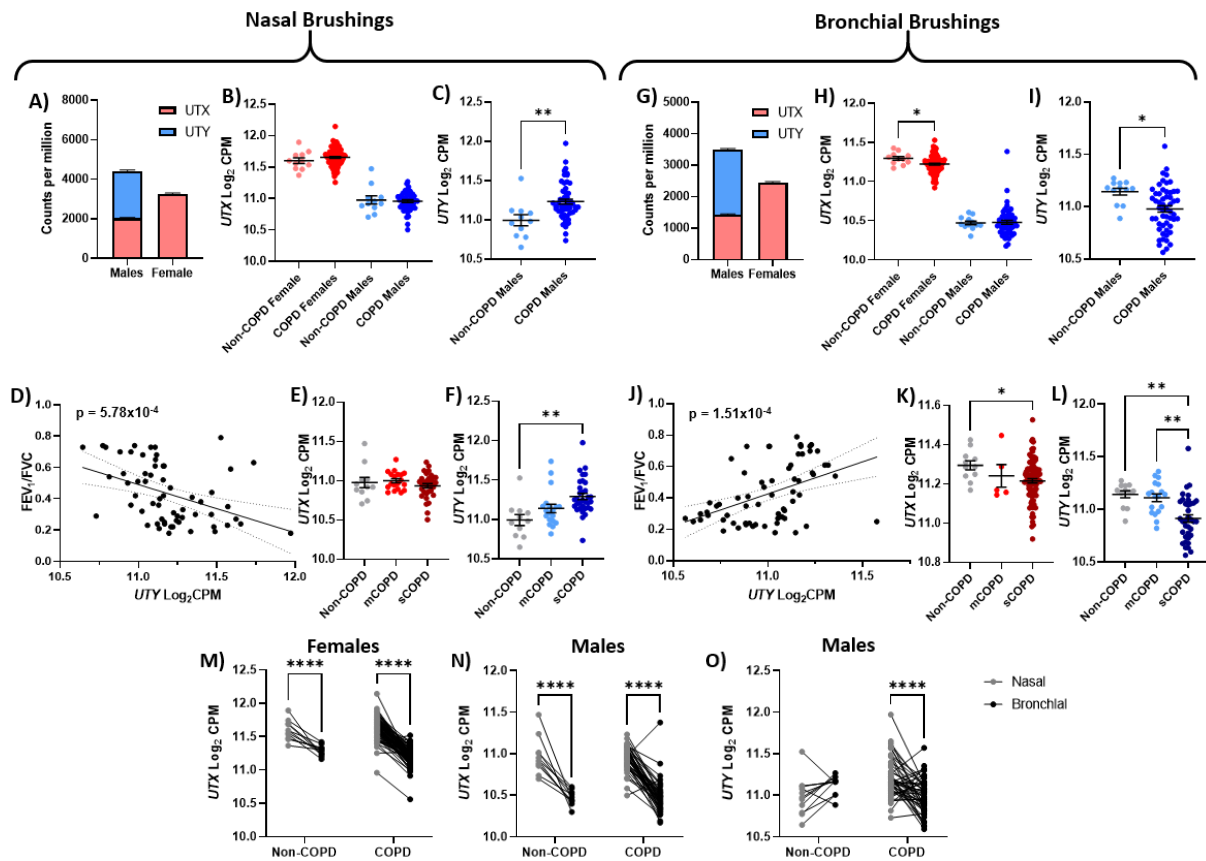 Nasal Brushings
Bronchial Brushings
A)
Counts per million
8000
6000
4000
2000
0
UTX
UTY
Males Female
B)
UTX Log2 CPM
12.5
12.0
11.5
11.0
10.5
10.0
Non-COPD Female
COPD Females
Non-COPD Males
COPD Males
C)
UTY Log2 CPM
12.5
12.0
11.5
11.0
10.5
**
Non-COPD Males
COPD Males
G)
Counts per million
5000
4000
3000
2000
1000
0
UTX
UTY
Males Females
H)
UTX Log2 CPM
12.0
11.5
11.0
10.5
10.0
*
Non-COPD Female
COPD Females
Non-COPD Males
COPD Males
I)
UTY Log2 CPM
12.0
11.5
11.0
10.5
*
Non-COPD Males
COPD Males
D)
p = 5.78x10-4
FEV1/FVC
1.0
0.8
0.6
0.4
0.2
0.0
10.5 11.0 11.5 12.0
UTY Log2CPM
E)
UTX Log2 CPM
12.0
11.5
11.0
10.5
10.0
Non-COPD
mCOPD
sCOPD
F)
UTY Log2 CPM
12.5
12.0
11.5
11.0
10.5
**
Non-COPD
mCOPD
sCOPD
J)
p = 1.51x10-4
FEV1/FVC
1.0
0.8
0.6
0.4
0.2
0.0
10.5 11.0 11.5
UTY Log2CPM
K)
UTX Log2 CPM
11.6
11.4
11.2
11.0
10.8
*
Non-COPD
mCOPD
sCOPD
L)
UTY Log2 CPM
12.0
11.5
11.0
10.5
**
**
Non-COPD
mCOPD
sCOPD
Females
M)
UTX Log2 CPM
12.5
12.0
11.5
11.0
10.5
10.0
**** ****
Non-COPD COPD
Males
N)
UTX Log2 CPM
12.0
11.5
11.0
10.5
10.0
**** ****
Non-COPD COPD
Males
O)
UTY Log2 CPM
12.5
12.0
11.5
11.0
10.5
****
Non-COPD COPD
Nasal
Bronchial